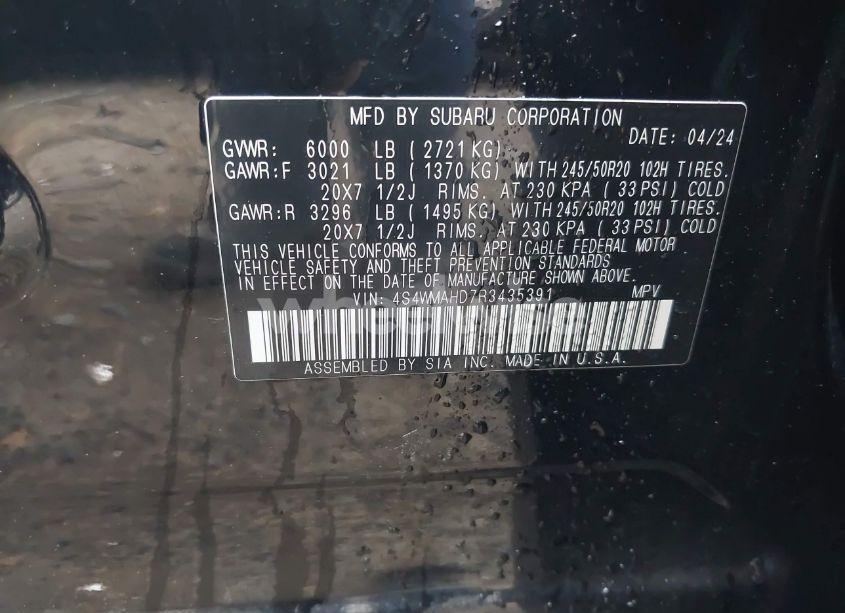 MFD BY SUBARU CORPORATION
DATE: 04/24
GVWR: 6000 LB ( 2721 KG)
GAWR:F 3021 LB ( 1370 KG) WITH 245/50R20 102H TIRES.
20X7 1/2J RIMS. AT 230 KPA ( 33 PSI) COLD
GAWR:R 3296 LB ( 1495 KG) WITH 245/50R20 102H TIRES.
20X7 1/2J RIMS. AT 230 KPA ( 33 PSI) COLD
THIS VEHICLE CONFORMS TO ALL APPLICABLE FEDERAL MOTOR
VEHICLE SAFETY AND THEFT PREVENTION STANDARDS
IN EFFECT ON THE DATE OF MANUFACTURE SHOWN ABOVE.
VIN: 4S4WMAHD7R3435391 MPV
ASSEMBLED BY SIA INC. MADE IN U.S.A.